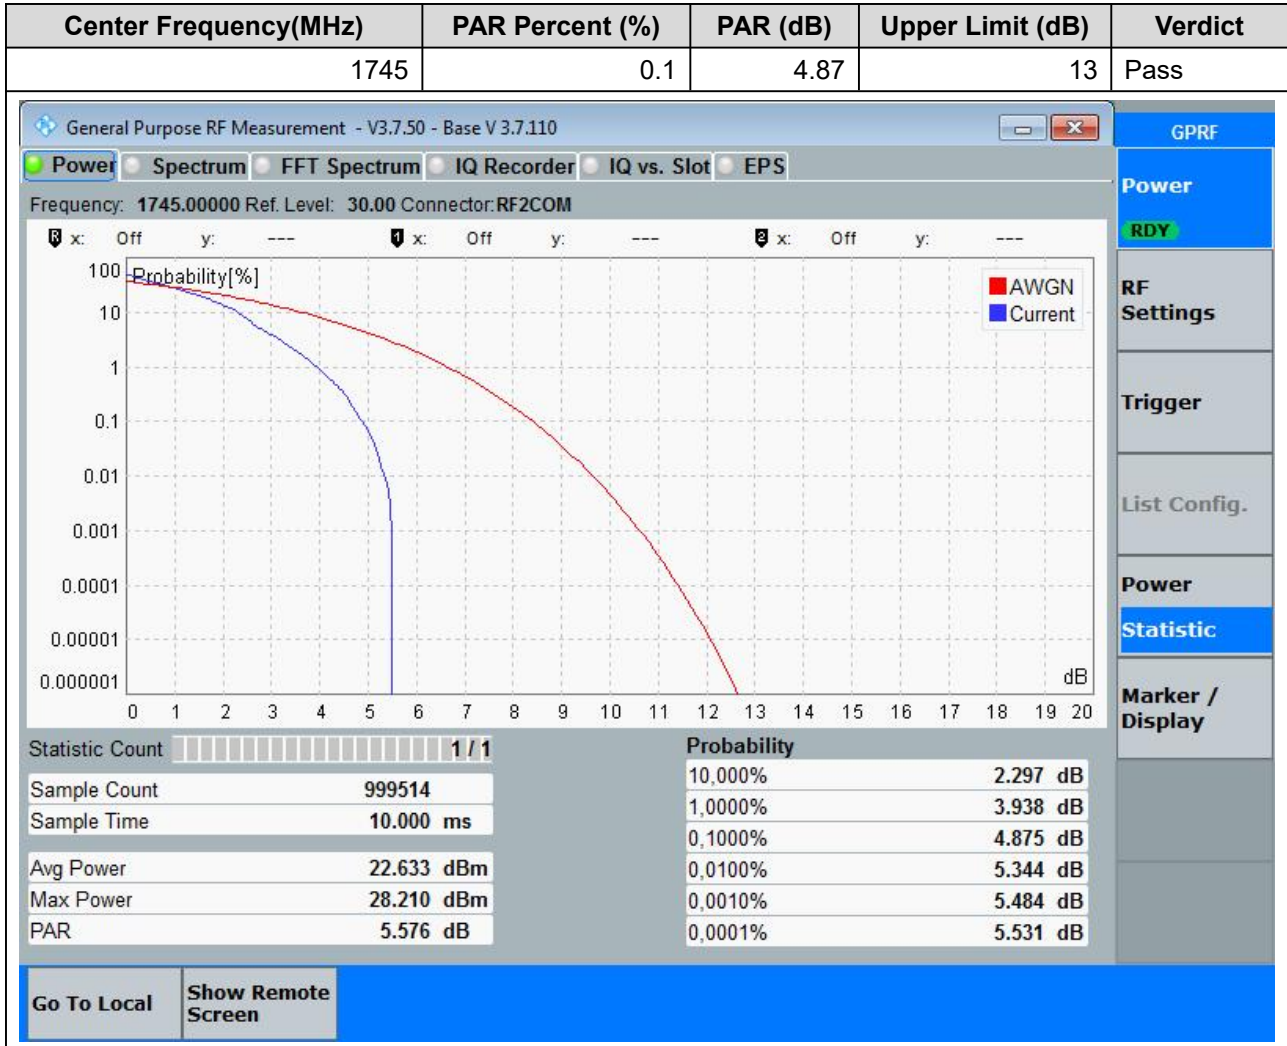 Center Frequency(MHz) PAR Percent (%) PAR (dB) Upper Limit (dB) Verdict
1745 0.1 4.87 13 Pass
General Purpose RF Measurement - V3.7.50 - Base V 3.7.110
GPRF
Power Spectrum FFT Spectrum IQ Recorder IQ vs. Slot EPS
Frequency: 1745.00000 Ref. Level: 30.00 Connector:RF2COM
R x: Off y: --- 1 x: Off y: --- 2 x: Off y: ---
Probability[%]
AWGN
Current
100
10
1
0.1
0.01
0.001
0.0001
0.00001
0.000001
dB
0 1 2 3 4 5 6 7 8 9 10 11 12 13 14 15 16 17 18 19 20
Statistic Count 1 / 1
Sample Count 999514
Sample Time 10.000 ms
Avg Power 22.633 dBm
Max Power 28.210 dBm
PAR 5.576 dB
Probability
10,000% 2.297 dB
1,0000% 3.938 dB
0,1000% 4.875 dB
0,0100% 5.344 dB
0,0010% 5.484 dB
0,0001% 5.531 dB
Power
RDY
RF
Settings
Trigger
List Config.
Power
Statistic
Marker /
Display
Go To Local
Show Remote
Screen